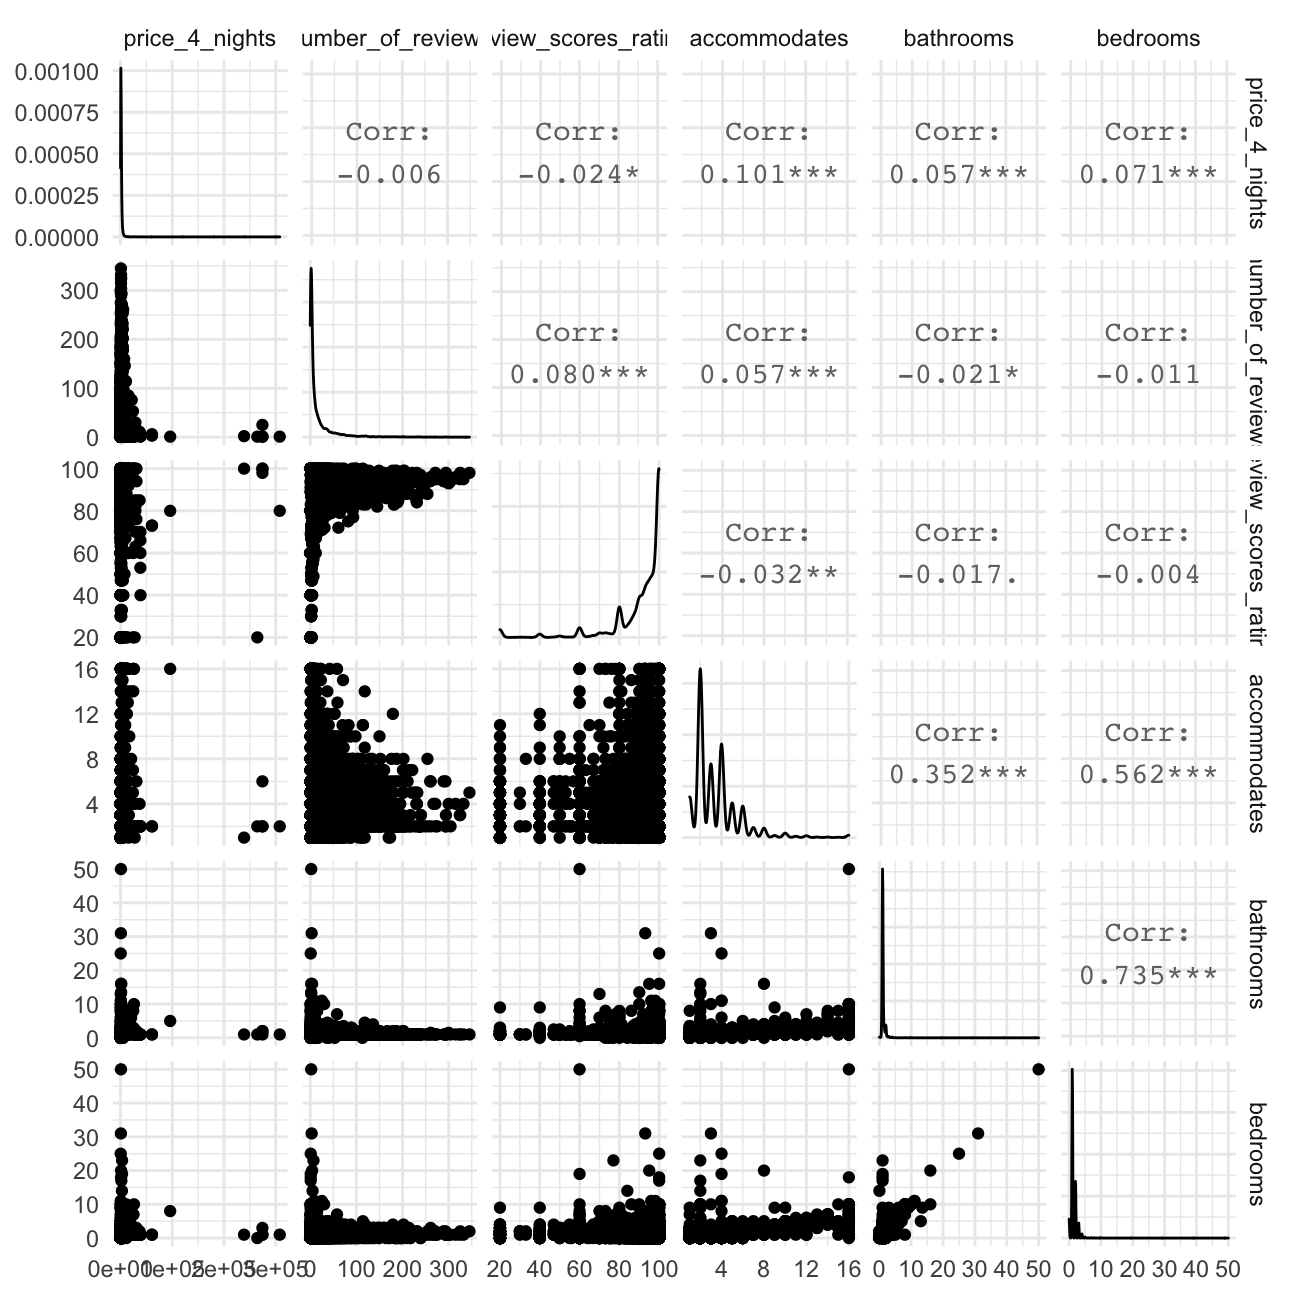 price_4_nights umber_of_review view_scores_ratin accommodates bathrooms bedrooms
0.00100
0.00075
0.00050
0.00025
0.00000
Corr:
-0.006
Corr:
-0.024*
Corr:
0.101***
Corr:
0.057***
Corr:
0.071***
price_4_nights
300
200
100
0
Corr:
0.080***
Corr:
0.057***
Corr:
-0.021*
Corr:
-0.011
umber_of_review
100
80
60
40
20
Corr:
-0.032**
Corr:
-0.017.
Corr:
-0.004
view_scores_ratin
16
12
8
4
Corr:
0.352***
Corr:
0.562***
accommodates
50
40
30
20
10
0
Corr:
0.735***
bathrooms
50
40
30
20
10
0
bedrooms
0e+00 1e+05 2e+05 3e+05 0 100 200 300 20 40 60 80 100 4 8 12 16 0 10 20 30 40 50 0 10 20 30 40 50